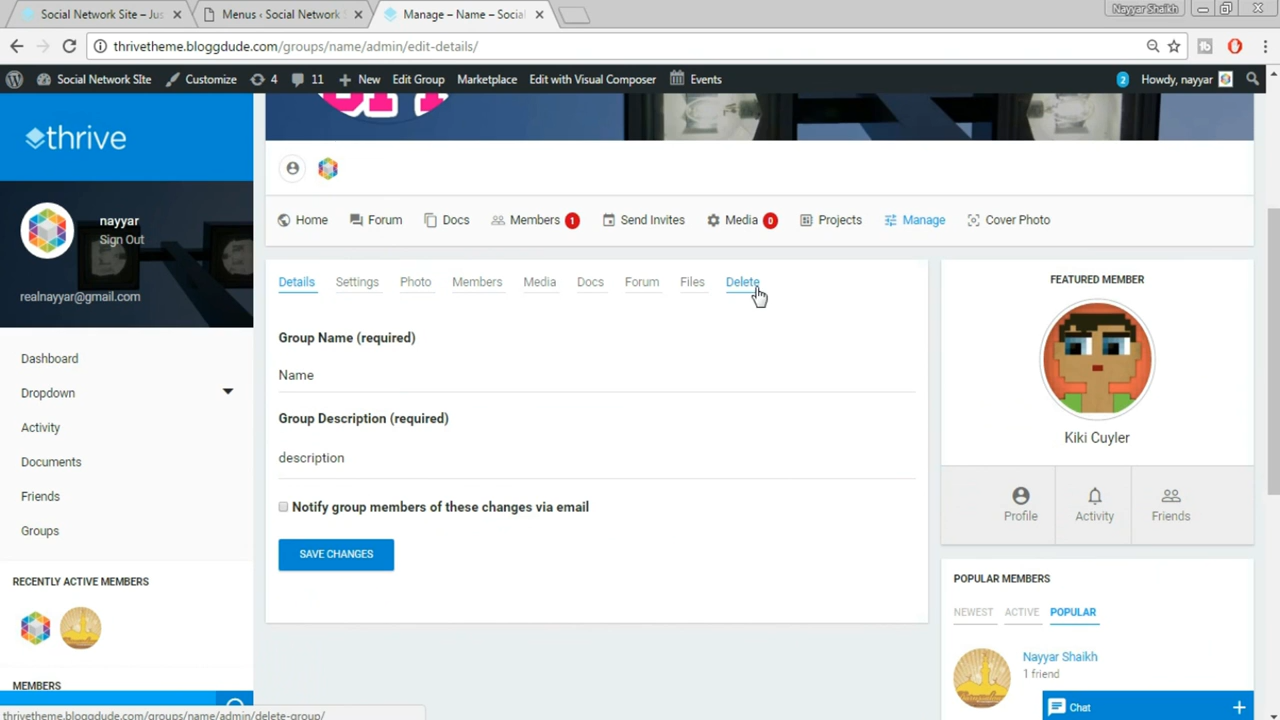 Social Network Site – Jus
Menus ‹ Social Network S
Manage – Name – Social
Nayyar Shaikh
thrivetheme.bloggdude.com/groups/name/admin/edit-details/
Social Network SIte
Customize
4
11
New
Edit Group
Marketplace
Edit with Visual Composer
Events
2
Howdy, nayyar
thrive
nayyar
Sign Out
realnayyar@gmail.com
Home
Forum
Docs
Members 1
Send Invites
Media 0
Projects
Manage
Cover Photo
Dashboard
Dropdown
Activity
Documents
Friends
Groups
RECENTLY ACTIVE MEMBERS
MEMBERS
Details
Settings
Photo
Members
Media
Docs
Forum
Files
Delete
Group Name (required)
Name
Group Description (required)
description
Notify group members of these changes via email
SAVE CHANGES
FEATURED MEMBER
Kiki Cuyler
Profile
Activity
Friends
POPULAR MEMBERS
NEWEST
ACTIVE
POPULAR
Nayyar Shaikh
1 friend
Chat
thrivetheme.bloggdude.com/groups/name/admin/delete-group/